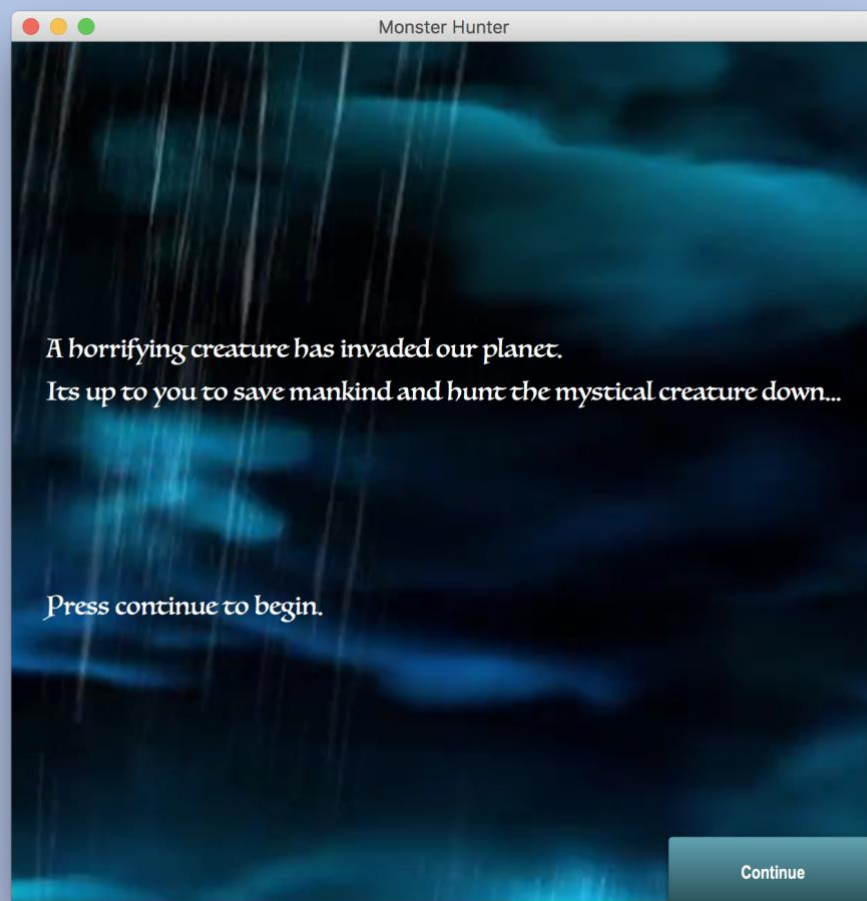 Monster Hunter
A horrifying creature has invaded our planet.
Its up to you to save mankind and hunt the mystical creature down...
Press continue to begin.
Continue